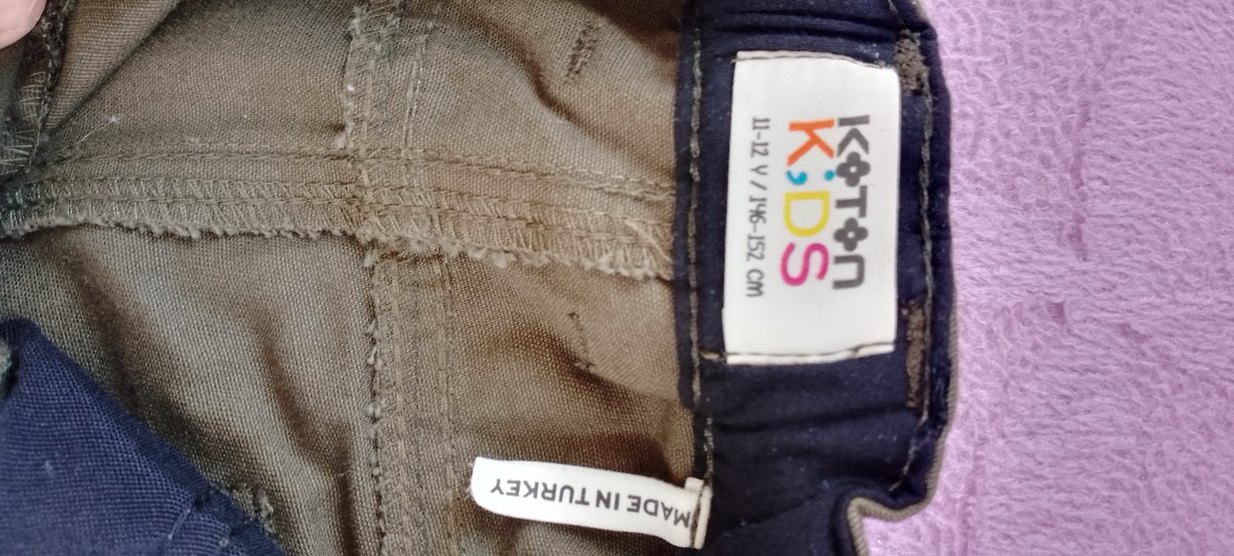 KOTON
KiDS
11-12 Y / 146-152 CM
MADE IN TURKEY